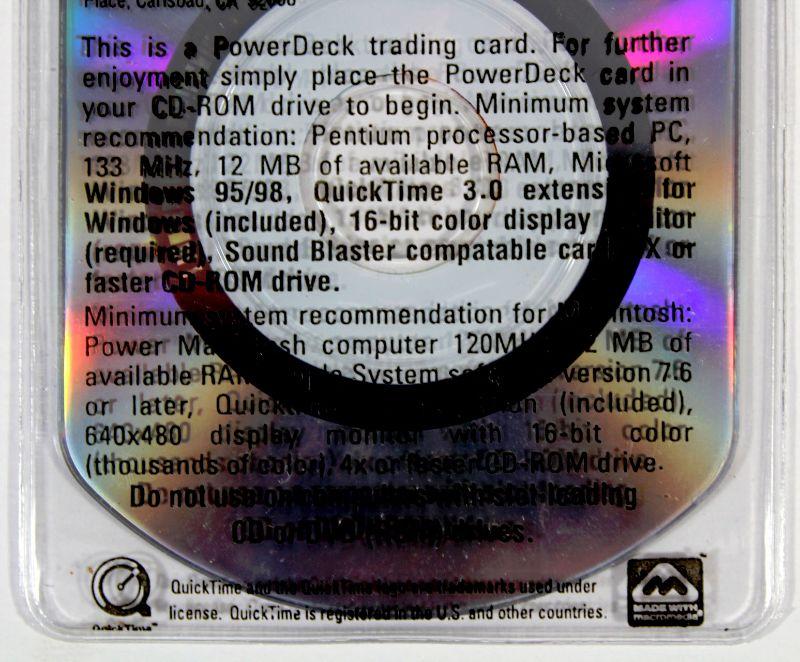 Place, Carlsbad, CA 92008
This is a PowerDeck trading card. For further
enjoyment simply place the PowerDeck card in
your CD-ROM drive to begin. Minimum system
recommendation: Pentium processor-based PC,
133 MHz, 12 MB of available RAM, Microsoft
Windows 95/98, QuickTime 3.0 extension for
Windows (included), 16-bit color display monitor
(required), Sound Blaster compatable card, X or
faster CD-ROM drive.
Minimum system recommendation for Macintosh:
Power Macintosh computer 120MHz, MB of
available RAM, System software version 7.6
or later, QuickTime (included),
640x480 display monitor with 16-bit color
(thousands of color), 4x or faster CD-ROM drive.
Do not use on computers with slot-loading
CD or DVD drives.
QuickTime and the QuickTime logo are trademarks used under
license. QuickTime is registered in the U.S. and other countries.
QuickTime™
MADE WITH
macromedia®